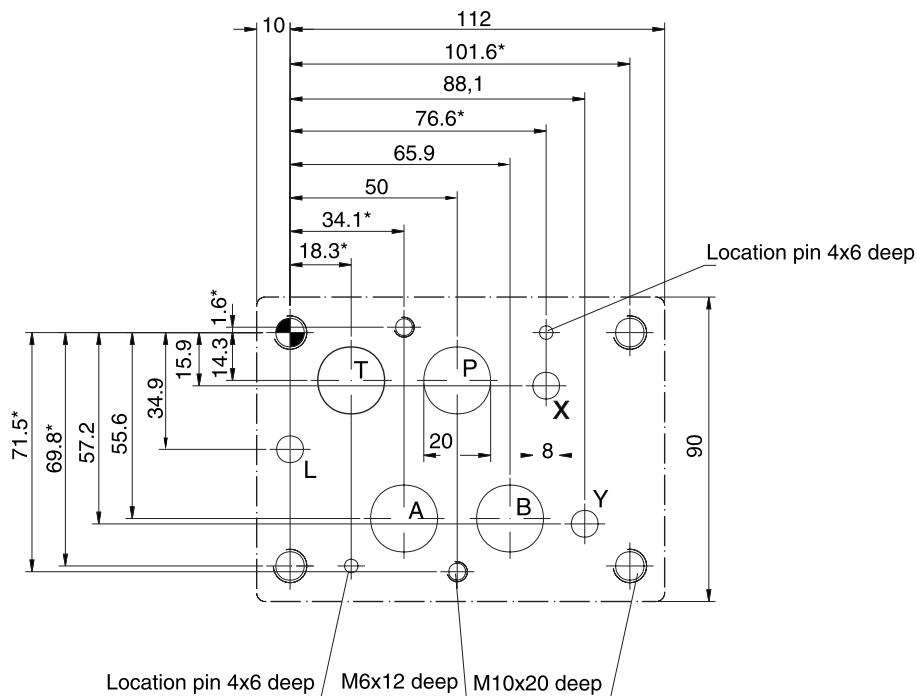 10
112
101.6*
88,1
76.6*
65.9
50
34.1*
18.3*
Location pin 4x6 deep
1.6*
14.3
15.9
34.9
55.6
57.2
69.8*
71.5*
T
P
X
20
8
90
L
A
B
Y
Location pin 4x6 deep
M6x12 deep
M10x20 deep